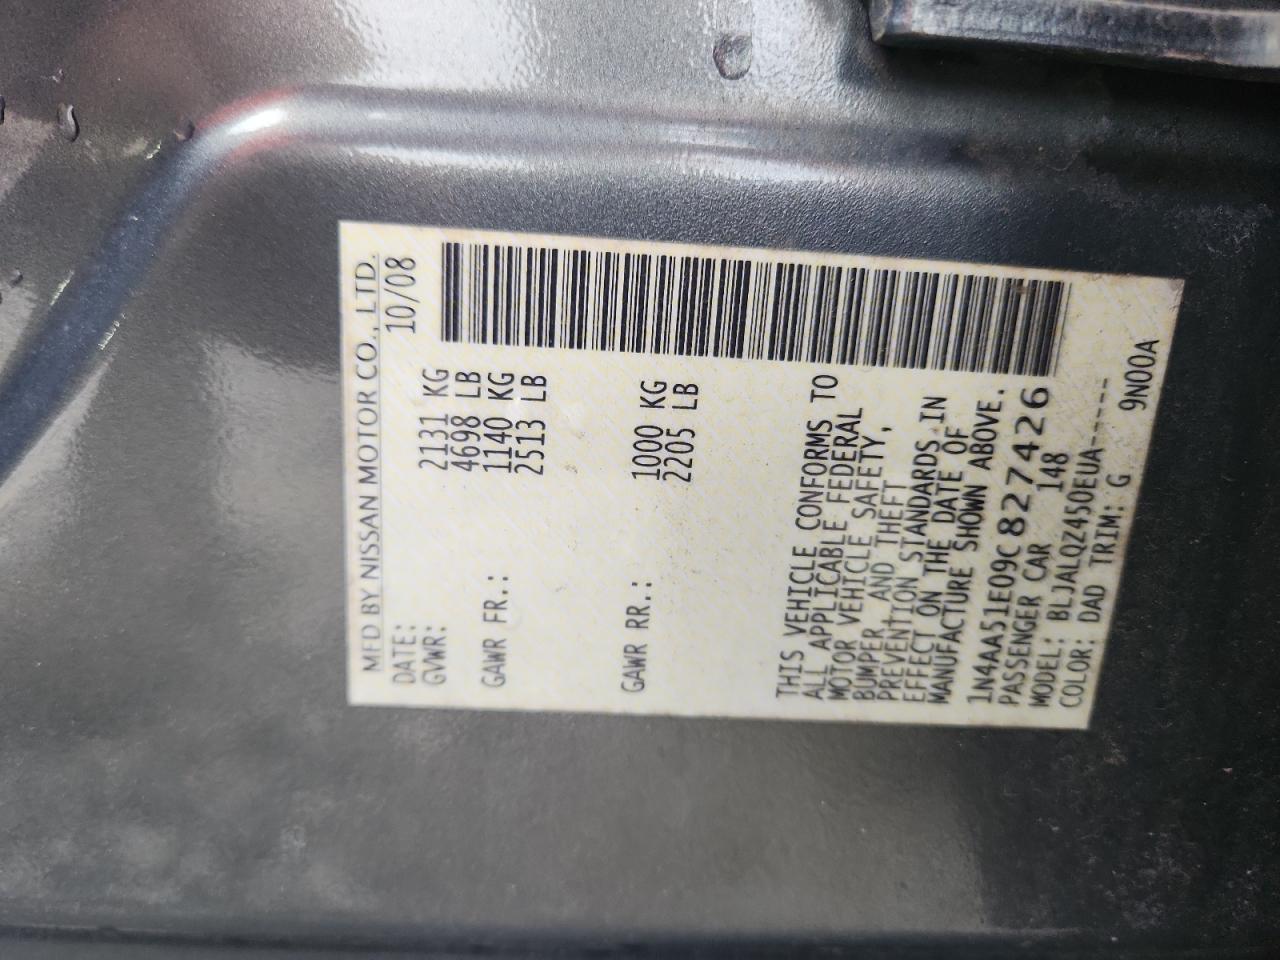 MFD BY NISSAN MOTOR CO., LTD.
DATE: 10/08
GVWR: 2131 KG
4698 LB
GAWR FR.: 1140 KG
2513 LB
GAWR RR.: 1000 KG
2205 LB
THIS VEHICLE CONFORMS TO
ALL APPLICABLE FEDERAL
MOTOR VEHICLE SAFETY,
BUMPER AND THEFT
PREVENTION STANDARDS IN
EFFECT ON THE DATE OF
MANUFACTURE SHOWN ABOVE.
1N4AA51E09C827426
PASSENGER CAR 148
MODEL: BLJALQZ450EUA-----
COLOR: DAD TRIM: G 9N00A